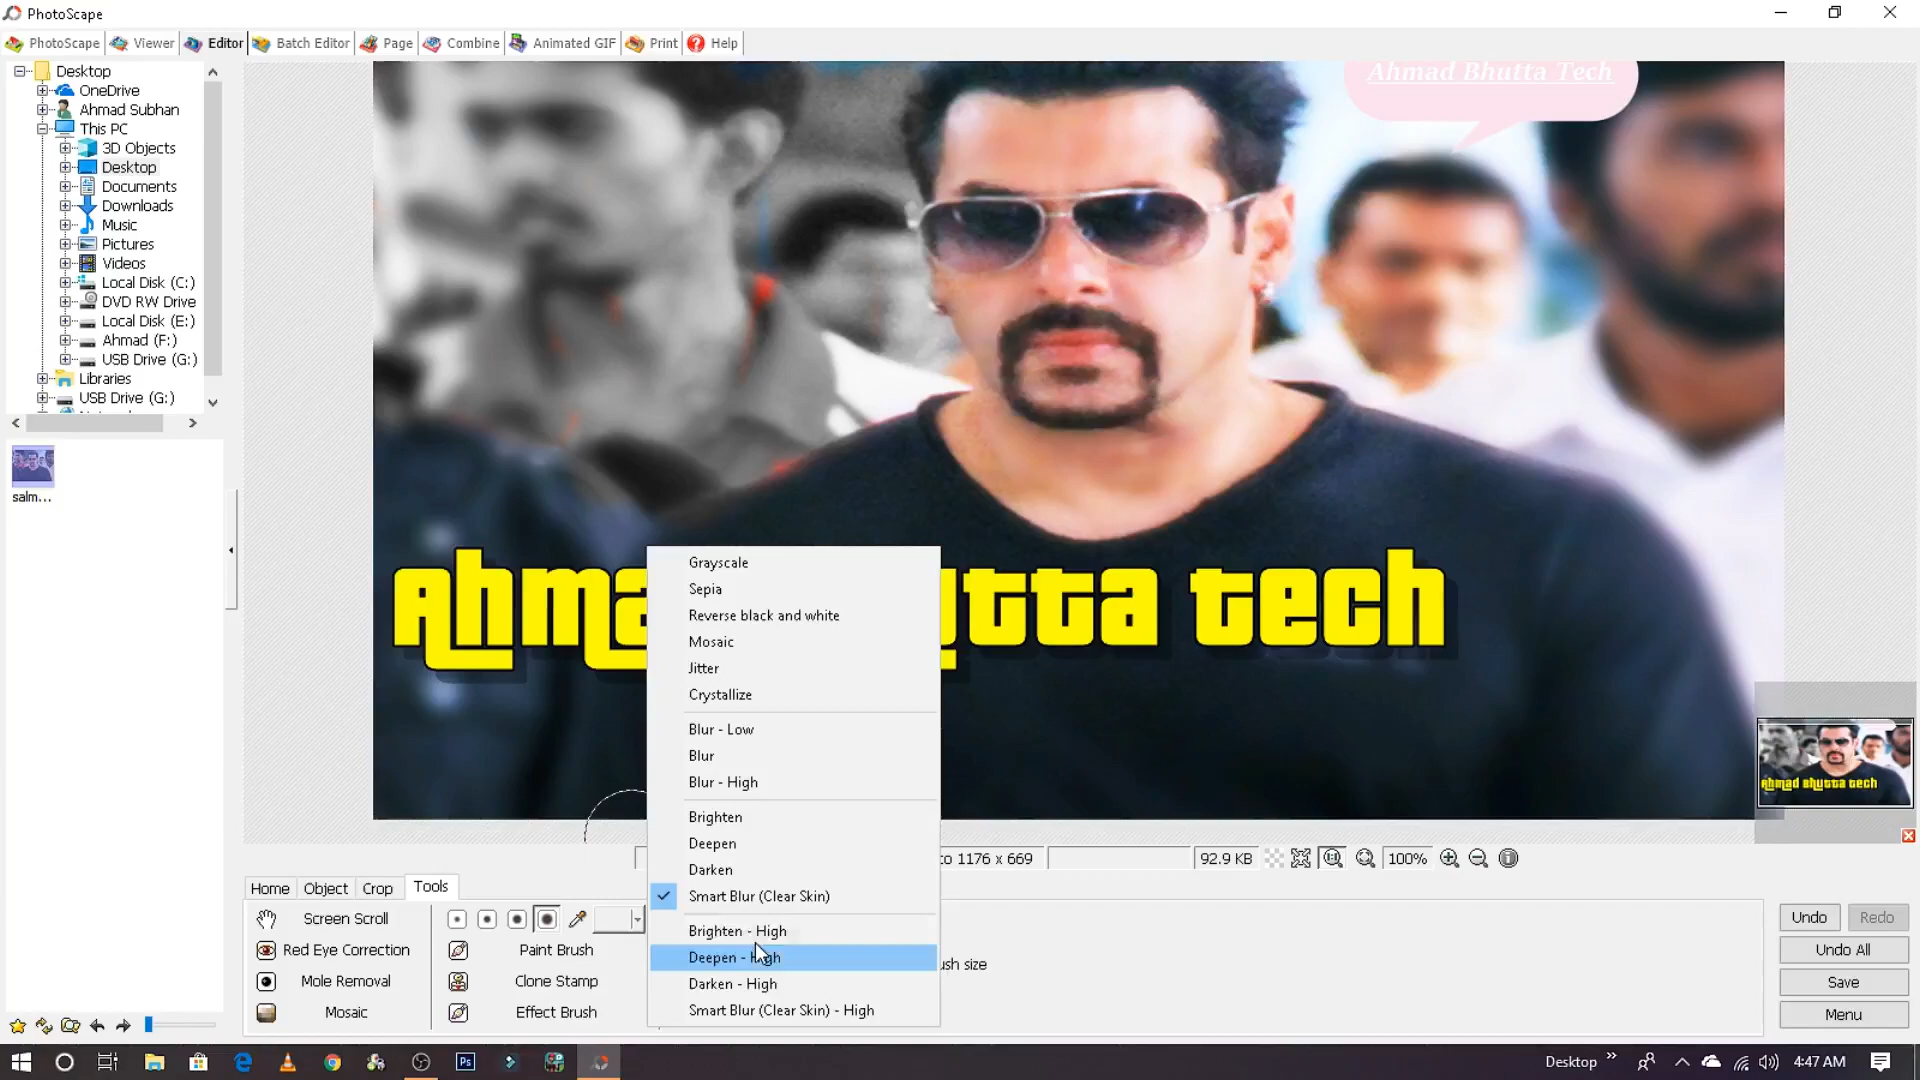 PhotoScape
PhotoScape
Viewer
Editor
Batch Editor
Page
Combine
Animated GIF
Print
Help
Desktop
OneDrive
Ahmad Subhan
This PC
3D Objects
Desktop
Documents
Downloads
Music
Pictures
Videos
Local Disk (C:)
DVD RW Drive
Local Disk (E:)
Ahmad (F:)
USB Drive (G:)
Libraries
USB Drive (G:)
salm...
Ahmad Bhutta Tech
tech
Grayscale
Sepia
Reverse black and white
Mosaic
Jitter
Crystallize
Blur - Low
Blur
Blur - High
Brighten
Deepen
Darken
Smart Blur (Clear Skin)
Brighten - High
Deepen - High
Darken - High
Smart Blur (Clear Skin) - High
Ahmad Bhutta tech
to 1176 x 669
92.9 KB
100%
Home
Object
Crop
Tools
Screen Scroll
Red Eye Correction
Paint Brush
Mole Removal
Clone Stamp
Mosaic
Effect Brush
size
Undo
Redo
Undo All
Save
Menu
Ps
Desktop
4:47 AM